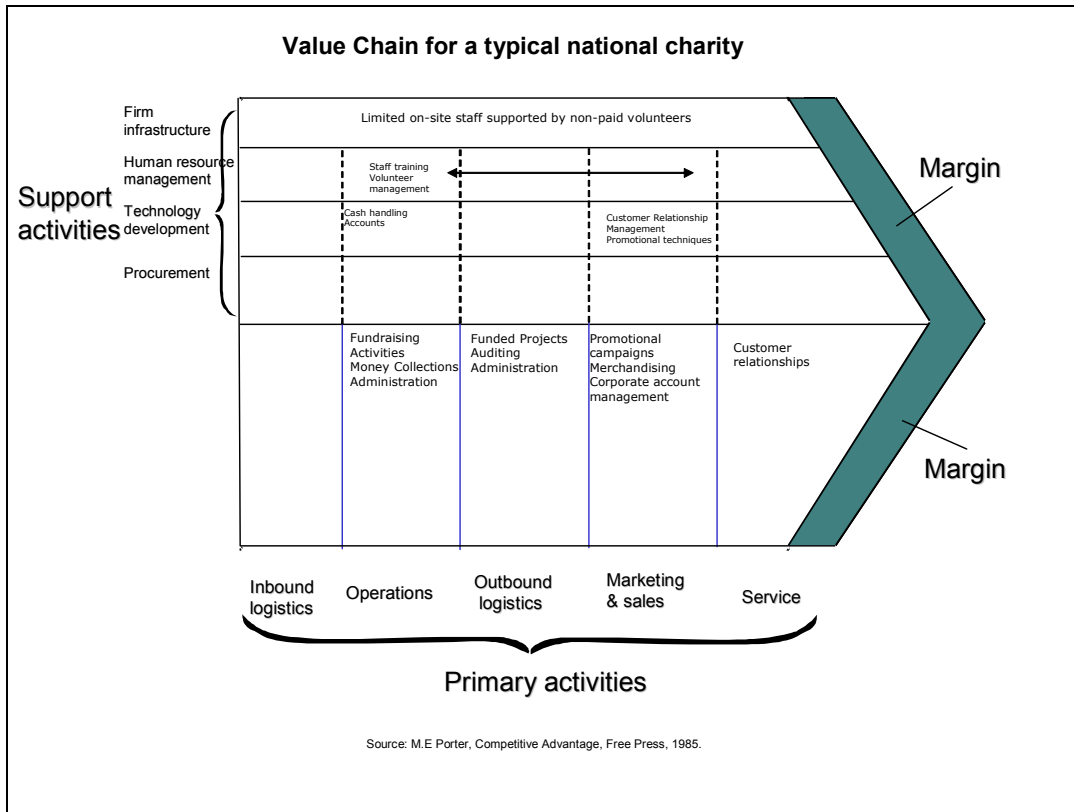 Value Chain for a typical national charity
Firm
infrastructure
Limited on-site staff supported by non-paid volunteers
Human resource
management
Staff training
Volunteer
management
Support
activities
Technology
development
Cash handling
Accounts
Customer Relationship
Management
Promotional techniques
Procurement
Margin
Fundraising
Activities
Money Collections
Administration
Funded Projects
Auditing
Administration
Promotional
campaigns
Merchandising
Corporate account
management
Customer
relationships
Margin
Inbound
logistics
Operations
Outbound
logistics
Marketing
& sales
Service
Primary activities
Source: M.E Porter, Competitive Advantage, Free Press, 1985.